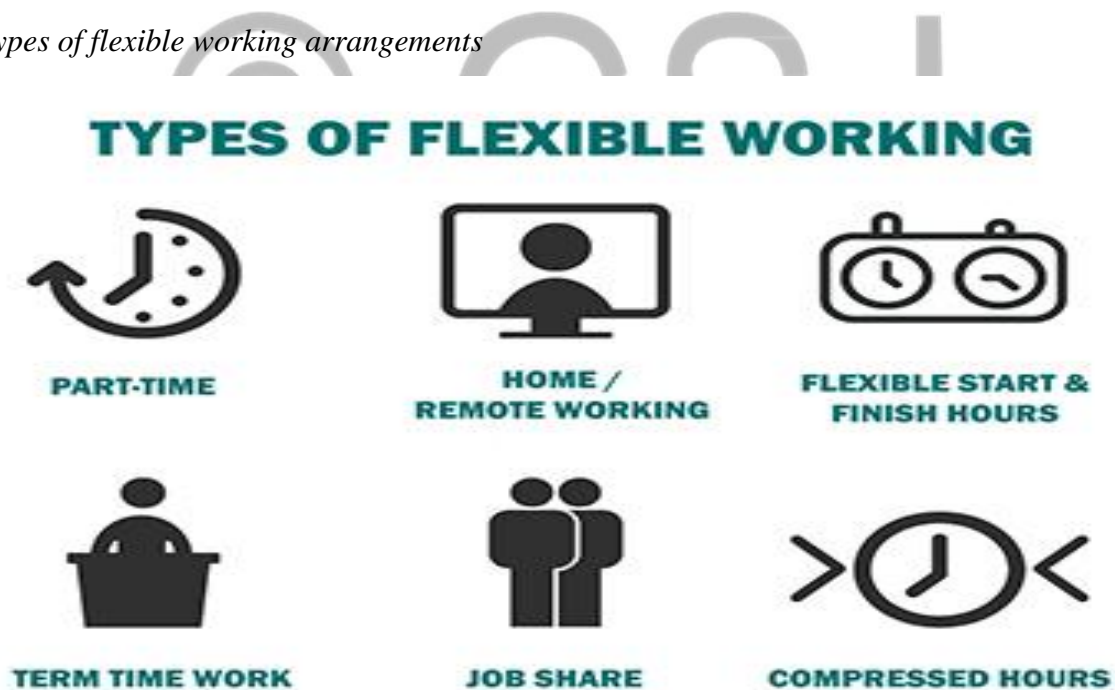 of flexible working arrangements
TYPES OF FLEXIBLE WORKING
PART-TIME
HOME /
REMOTE WORKING
FLEXIBLE START &
FINISH HOURS
TERM TIME WORK
JOB SHARE
COMPRESSED HOURS